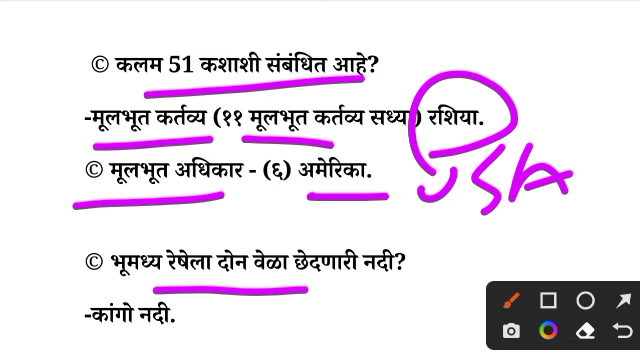 © कलम 51 कशाशी संबंधित आहे?
-मूलभूत कर्तव्य (११ मूलभूत कर्तव्य सध्या) रशिया.
USA
© मूलभूत अधिकार - (६) अमेरिका.
© भूमध्य रेषेला दोन वेळा छेदणारी नदी?
-कांगो नदी.